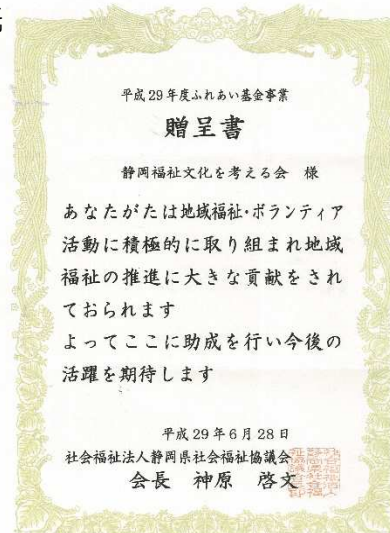 平成29年度ふれあい基金事業
贈呈書
静岡福祉文化を考える会 様
あなたがたは地域福祉・ボランティア
活動に積極的に取り組まれ地域
福祉の推進に大きな貢献をされ
ておられます
よってここに助成を行い今後の
活躍を期待します
平成29年6月28日
社会福祉法人静岡県社会福祉協議会
会長 神原 啓文